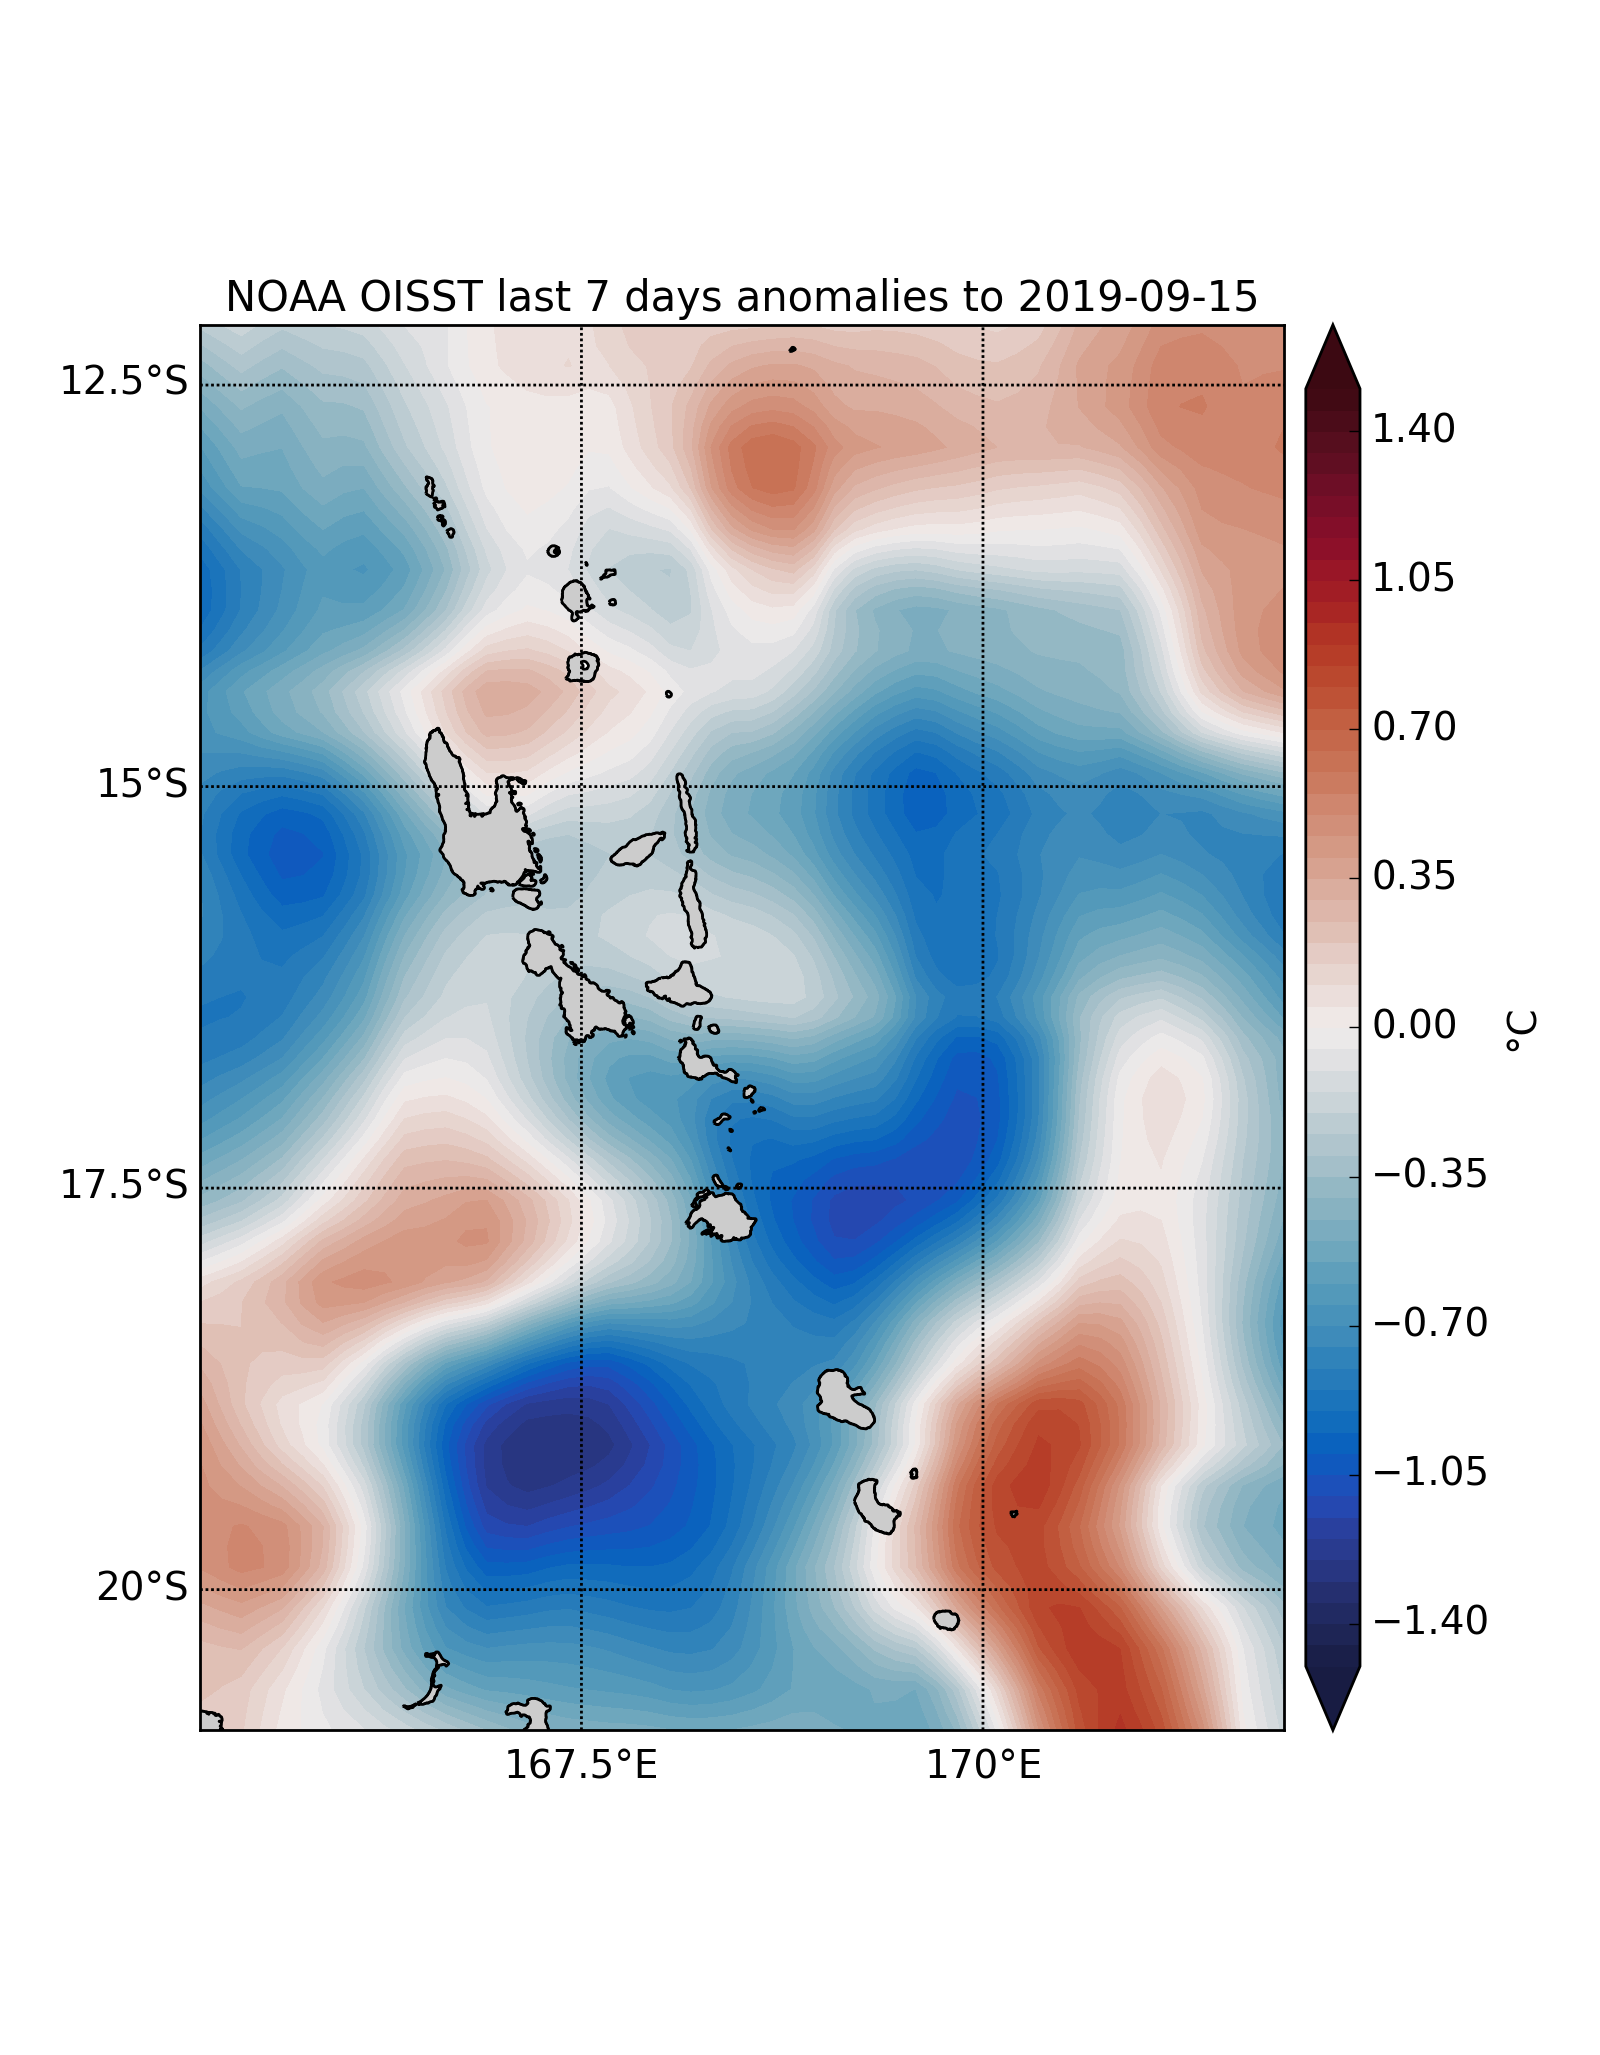 NOAA OISST last 7 days anomalies to 2019-09-15
12.5°S
15°S
17.5°S
20°S
167.5°E
170°E
1.40
1.05
0.70
0.35
0.00
−0.35
−0.70
−1.05
−1.40
°C